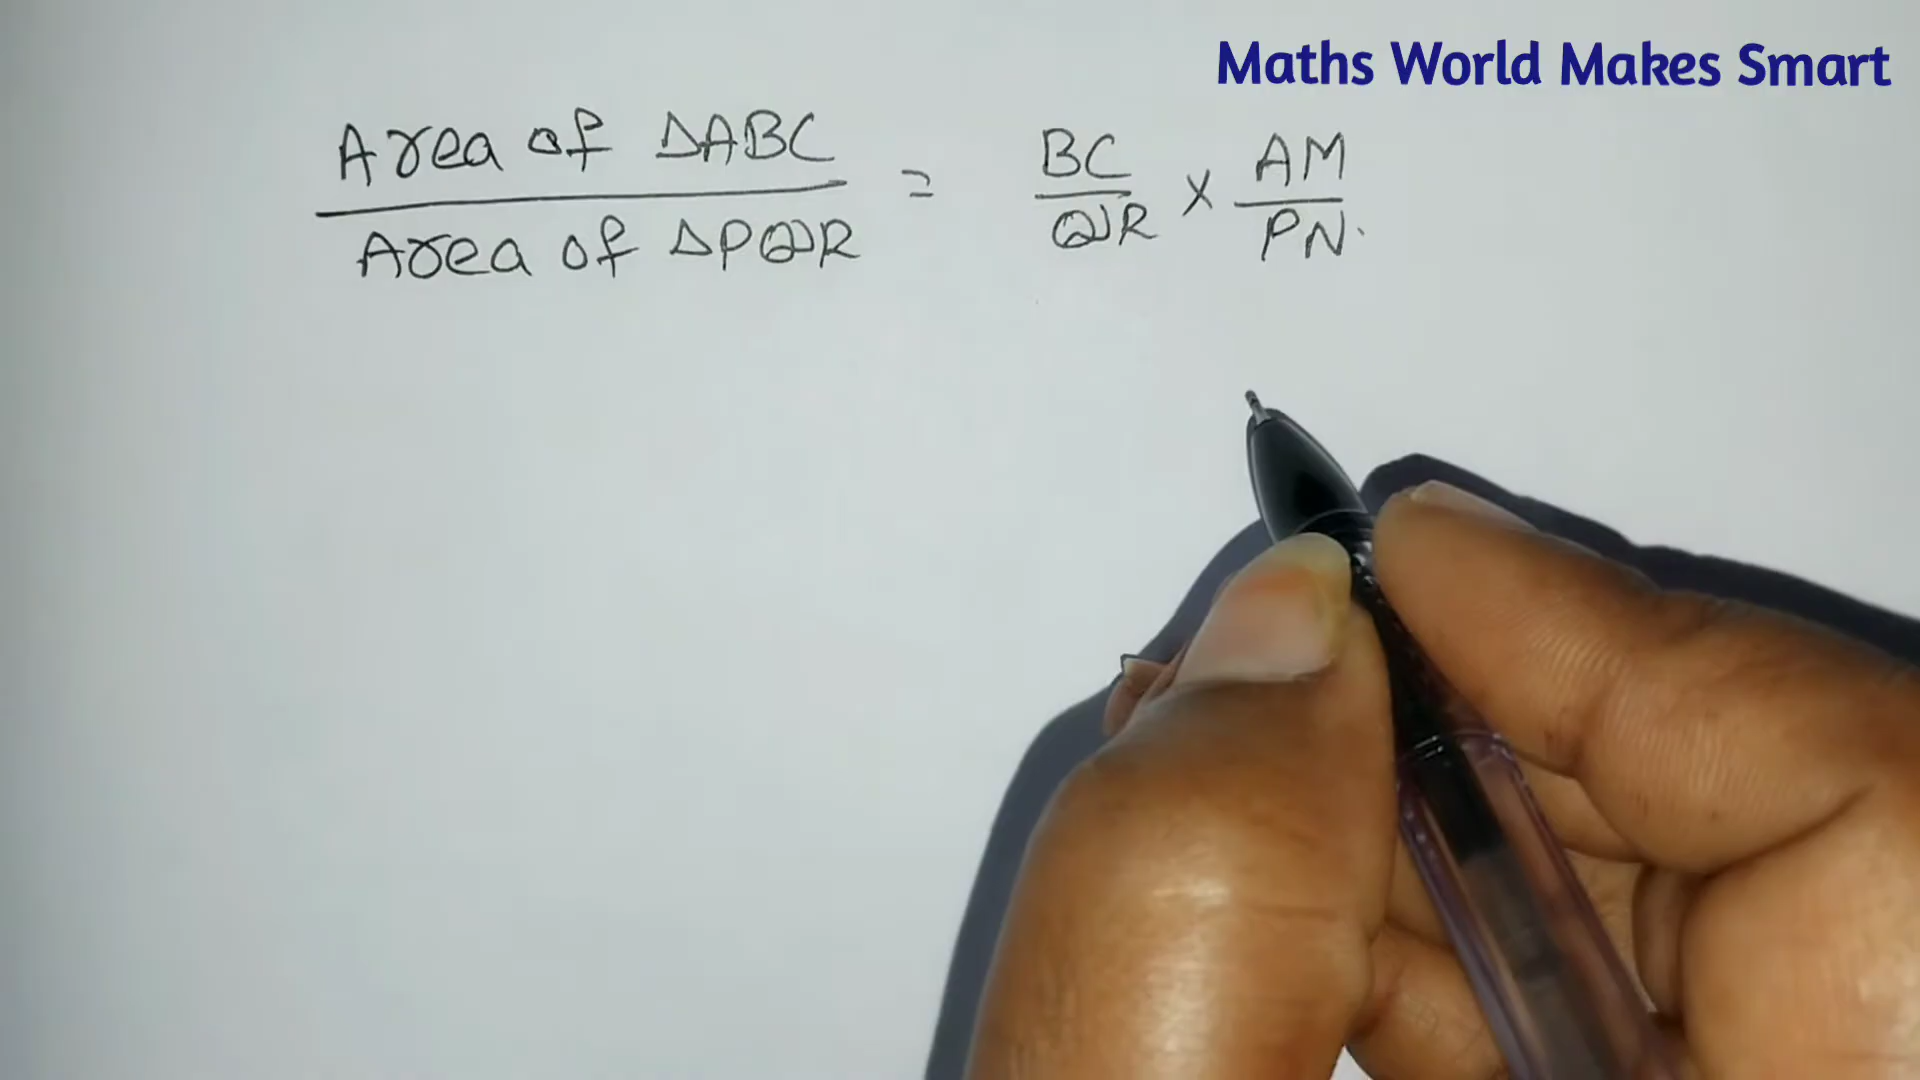 Maths World Makes Smart
Area of ΔABC / Area of ΔPQR = BC / QR × AM / PN.